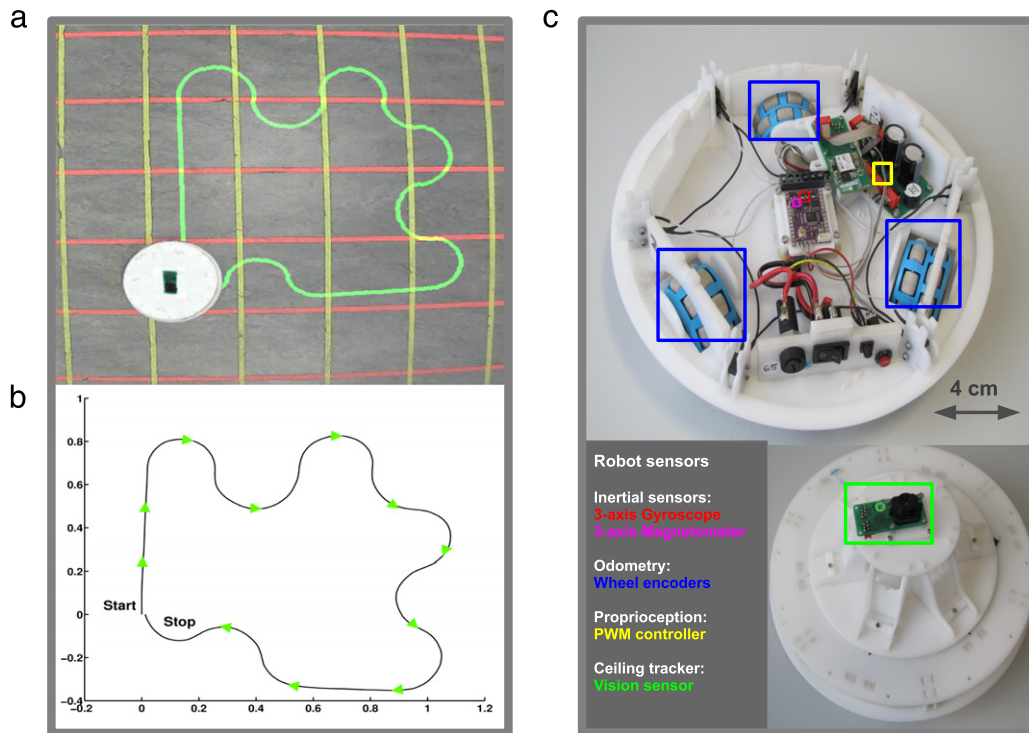 a
b
1
0.8
0.6
0.4
0.2
0
−0.2
−0.4
Start
Stop
−0.2
0
0.2
0.4
0.6
0.8
1
1.2
c
65
4 cm
Robot sensors
Inertial sensors:
3-axis Gyroscope
3-axis Magnetometer
Odometry:
Wheel encoders
Proprioception:
PWM controller
Ceiling tracker:
Vision sensor